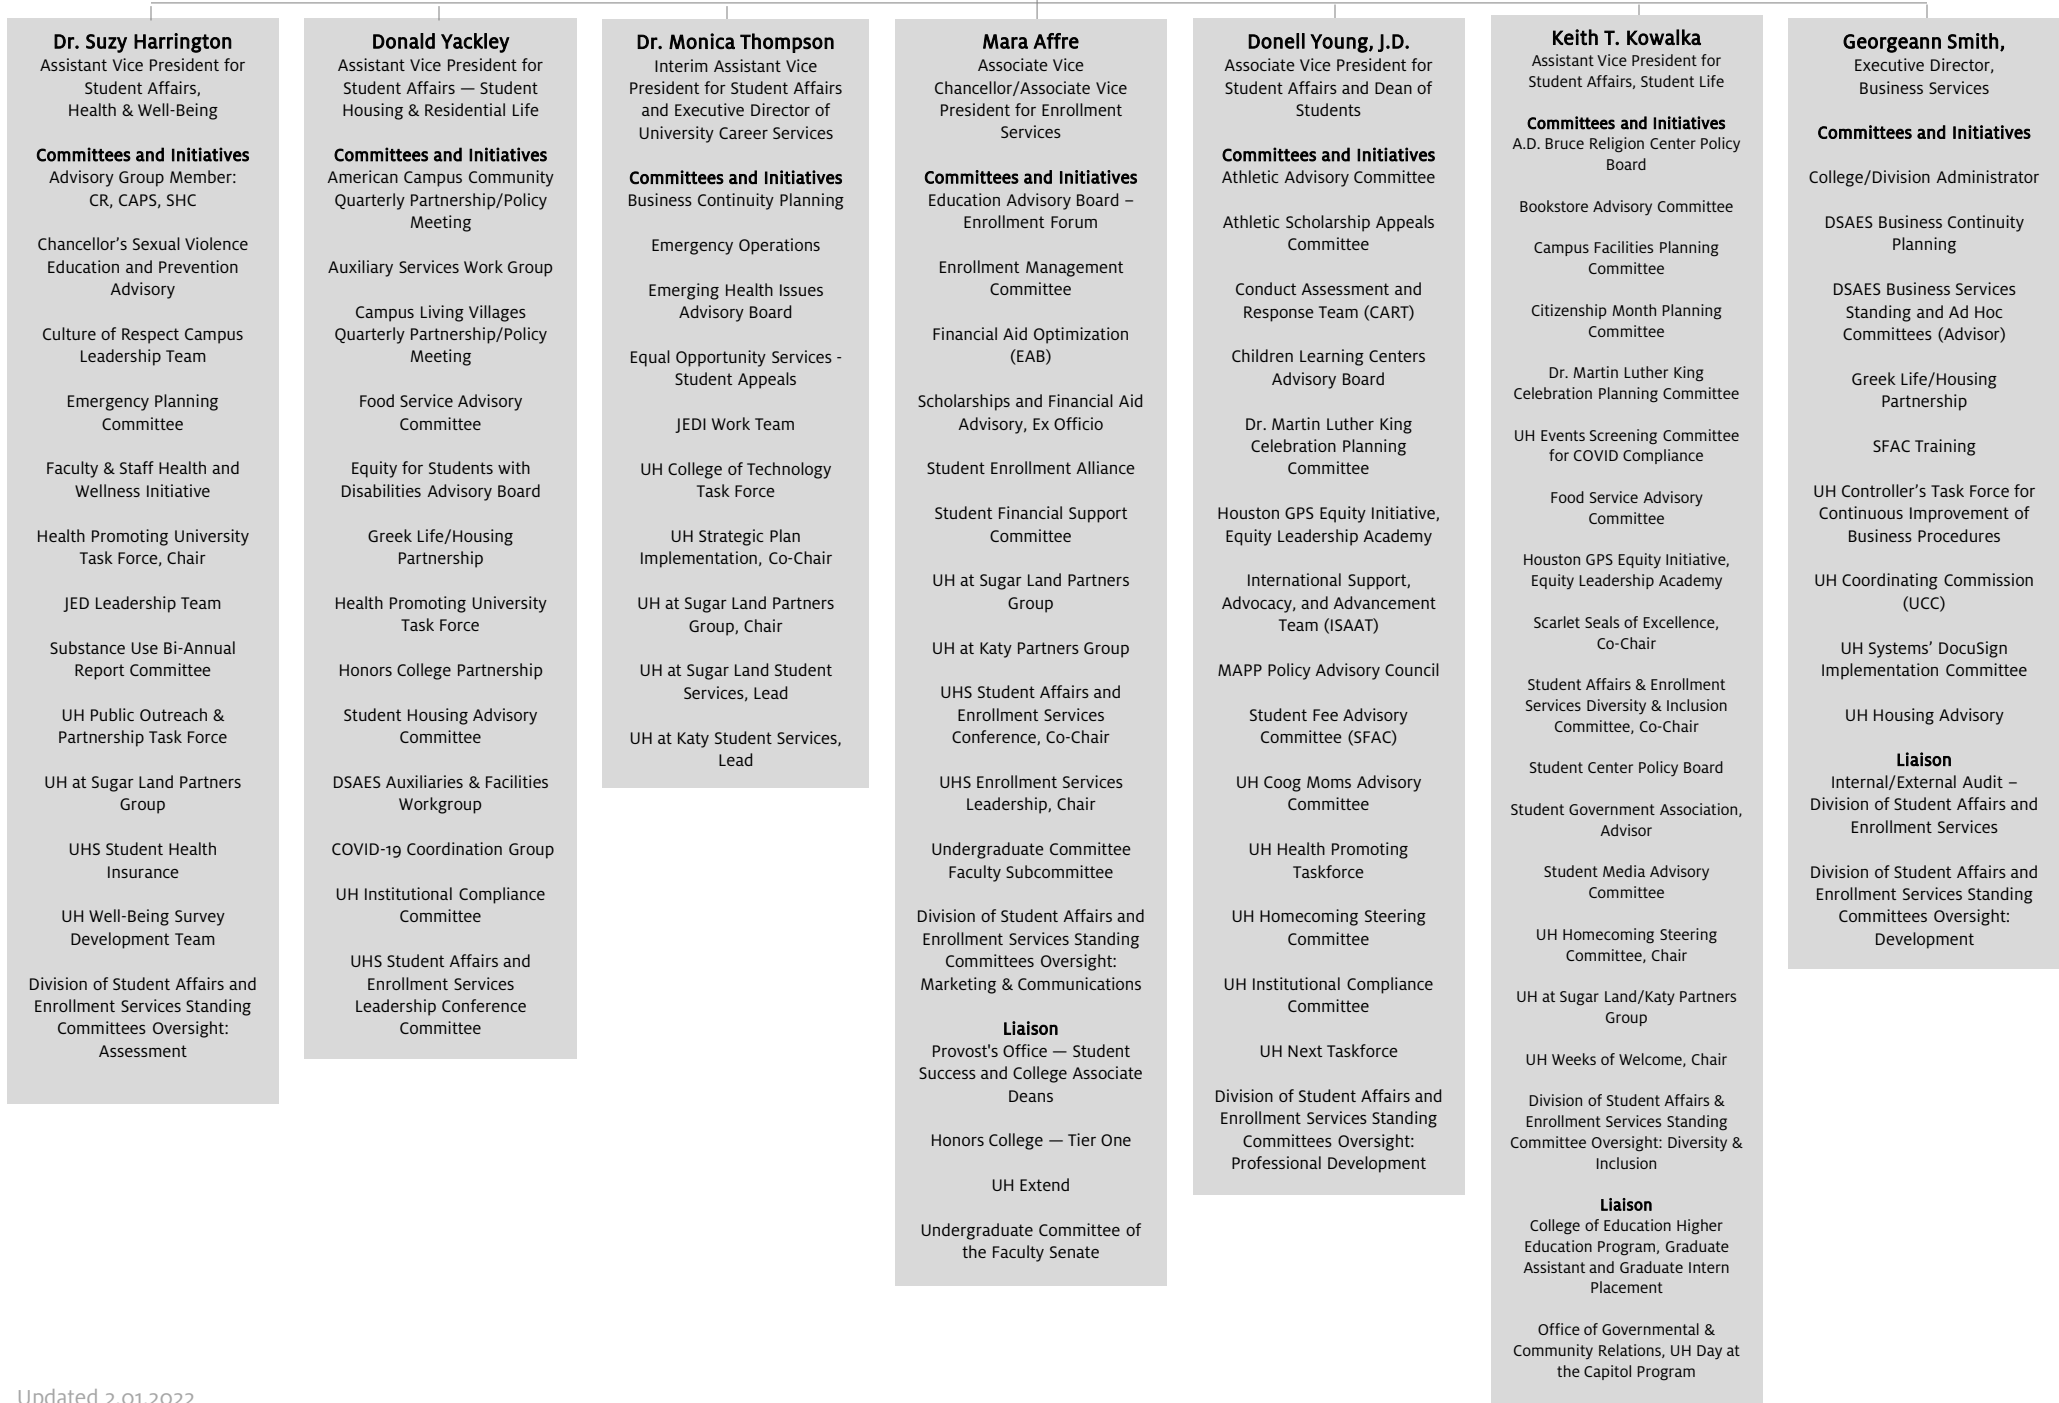 Dr. Suzy Harrington
Assistant Vice President for
Student Affairs,
Health & Well-Being
Committees and Initiatives
Advisory Group Member:
CR, CAPS, SHC
Chancellor's Sexual Violence
Education and Prevention
Advisory
Culture of Respect Campus
Leadership Team
Emergency Planning
Committee
Faculty & Staff Health and
Wellness Initiative
Health Promoting University
Task Force, Chair
JED Leadership Team
Substance Use Bi-Annual
Report Committee
UH Public Outreach &
Partnership Task Force
UH at Sugar Land Partners
Group
UHS Student Health
Insurance
UH Well-Being Survey
Development Team
Division of Student Affairs and
Enrollment Services Standing
Committees Oversight:
Assessment
Donald Yackley
Assistant Vice President for
Student Affairs — Student
Housing & Residential Life
Committees and Initiatives
American Campus Community
Quarterly Partnership/Policy
Meeting
Auxiliary Services Work Group
Campus Living Villages
Quarterly Partnership/Policy
Meeting
Food Service Advisory
Committee
Equity for Students with
Disabilities Advisory Board
Greek Life/Housing
Partnership
Health Promoting University
Task Force
Honors College Partnership
Student Housing Advisory
Committee
DSAES Auxiliaries & Facilities
Workgroup
COVID-19 Coordination Group
UH Institutional Compliance
Committee
UHS Student Affairs and
Enrollment Services
Leadership Conference
Committee
Dr. Monica Thompson
Interim Assistant Vice
President for Student Affairs
and Executive Director of
University Career Services
Committees and Initiatives
Business Continuity Planning
Emergency Operations
Emerging Health Issues
Advisory Board
Equal Opportunity Services -
Student Appeals
JEDI Work Team
UH College of Technology
Task Force
UH Strategic Plan
Implementation, Co-Chair
UH at Sugar Land Partners
Group, Chair
UH at Sugar Land Student
Services, Lead
UH at Katy Student Services,
Lead
Mara Affre
Associate Vice
Chancellor/Associate Vice
President for Enrollment
Services
Committees and Initiatives
Education Advisory Board –
Enrollment Forum
Enrollment Management
Committee
Financial Aid Optimization
(EAB)
Scholarships and Financial Aid
Advisory, Ex Officio
Student Enrollment Alliance
Student Financial Support
Committee
UH at Sugar Land Partners
Group
UH at Katy Partners Group
UHS Student Affairs and
Enrollment Services
Conference, Co-Chair
UHS Enrollment Services
Leadership, Chair
Undergraduate Committee
Faculty Subcommittee
Division of Student Affairs and
Enrollment Services Standing
Committees Oversight:
Marketing & Communications
Liaison
Provost's Office — Student
Success and College Associate
Deans
Honors College — Tier One
UH Extend
Undergraduate Committee of
the Faculty Senate
Donell Young, J.D.
Associate Vice President for
Student Affairs and Dean of
Students
Committees and Initiatives
Athletic Advisory Committee
Athletic Scholarship Appeals
Committee
Conduct Assessment and
Response Team (CART)
Children Learning Centers
Advisory Board
Dr. Martin Luther King
Celebration Planning
Committee
Houston GPS Equity Initiative,
Equity Leadership Academy
International Support,
Advocacy, and Advancement
Team (ISAAT)
MAPP Policy Advisory Council
Student Fee Advisory
Committee (SFAC)
UH Coog Moms Advisory
Committee
UH Health Promoting
Taskforce
UH Homecoming Steering
Committee
UH Institutional Compliance
Committee
UH Next Taskforce
Division of Student Affairs and
Enrollment Services Standing
Committees Oversight:
Professional Development
Keith T. Kowalka
Assistant Vice President for
Student Affairs, Student Life
Committees and Initiatives
A.D. Bruce Religion Center Policy
Board
Bookstore Advisory Committee
Campus Facilities Planning
Committee
Citizenship Month Planning
Committee
Dr. Martin Luther King
Celebration Planning Committee
UH Events Screening Committee
for COVID Compliance
Food Service Advisory
Committee
Houston GPS Equity Initiative,
Equity Leadership Academy
Scarlet Seals of Excellence,
Co-Chair
Student Affairs & Enrollment
Services Diversity & Inclusion
Committee, Co-Chair
Student Center Policy Board
Student Government Association,
Advisor
Student Media Advisory
Committee
UH Homecoming Steering
Committee, Chair
UH at Sugar Land/Katy Partners
Group
UH Weeks of Welcome, Chair
Division of Student Affairs &
Enrollment Services Standing
Committee Oversight: Diversity &
Inclusion
Liaison
College of Education Higher
Education Program, Graduate
Assistant and Graduate Intern
Placement
Office of Governmental &
Community Relations, UH Day at
the Capitol Program
Georgeann Smith,
Executive Director,
Business Services
Committees and Initiatives
College/Division Administrator
DSAES Business Continuity
Planning
DSAES Business Services
Standing and Ad Hoc
Committees (Advisor)
Greek Life/Housing
Partnership
SFAC Training
UH Controller's Task Force for
Continuous Improvement of
Business Procedures
UH Coordinating Commission
(UCC)
UH Systems' DocuSign
Implementation Committee
UH Housing Advisory
Liaison
Internal/External Audit –
Division of Student Affairs and
Enrollment Services
Division of Student Affairs and
Enrollment Services Standing
Committees Oversight:
Development
Updated 2.01.2022